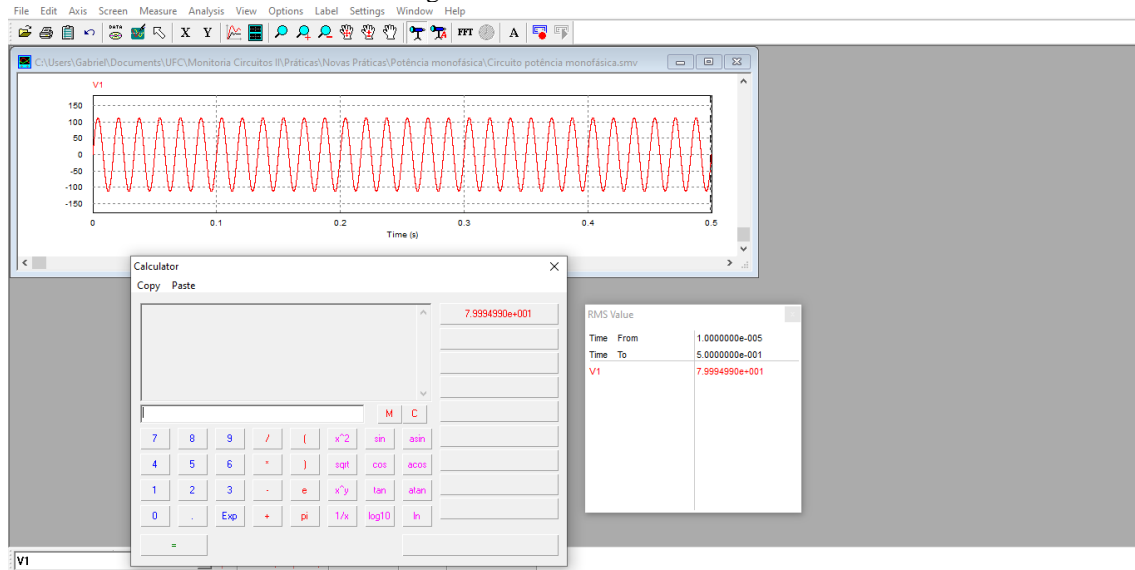 File Edit Axis Screen Measure Analysis View Options Label Settings Window Help
DATA X Y FFT A
C:\Users\Gabriel\Documents\UFC\Monitoria Circuitos II\Práticas\Novas Práticas\Potência monofásica\Circuito potência monofásica.smv
V1
150
100
50
0
-50
-100
-150
0 0.1 0.2 0.3 0.4 0.5
Time (s)
Calculator
Copy Paste
7.9994990e+001
M C
7 8 9 / ( x^2 sin asin
4 5 6 * ) sqrt cos acos
1 2 3 - e x^y tan atan
0 . Exp + pi 1/x log10 ln
=
RMS Value
Time From 1.0000000e-005
Time To 5.0000000e-001
V1 7.9994990e+001
V1